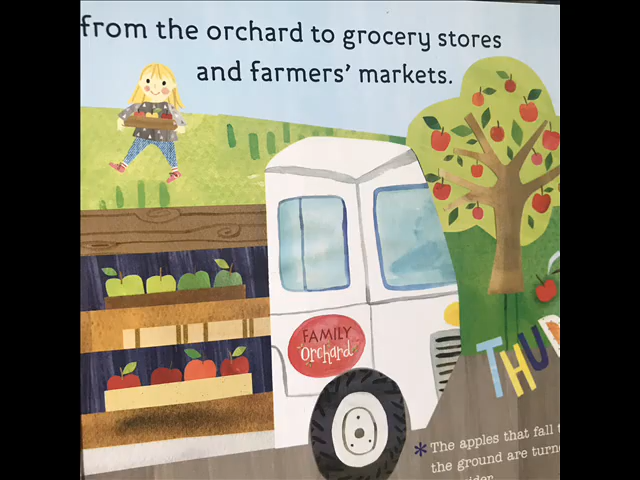 from the orchard to grocery stores
and farmers' markets.
FAMILY
Orchard
THU
* The apples that fall
the ground are turn